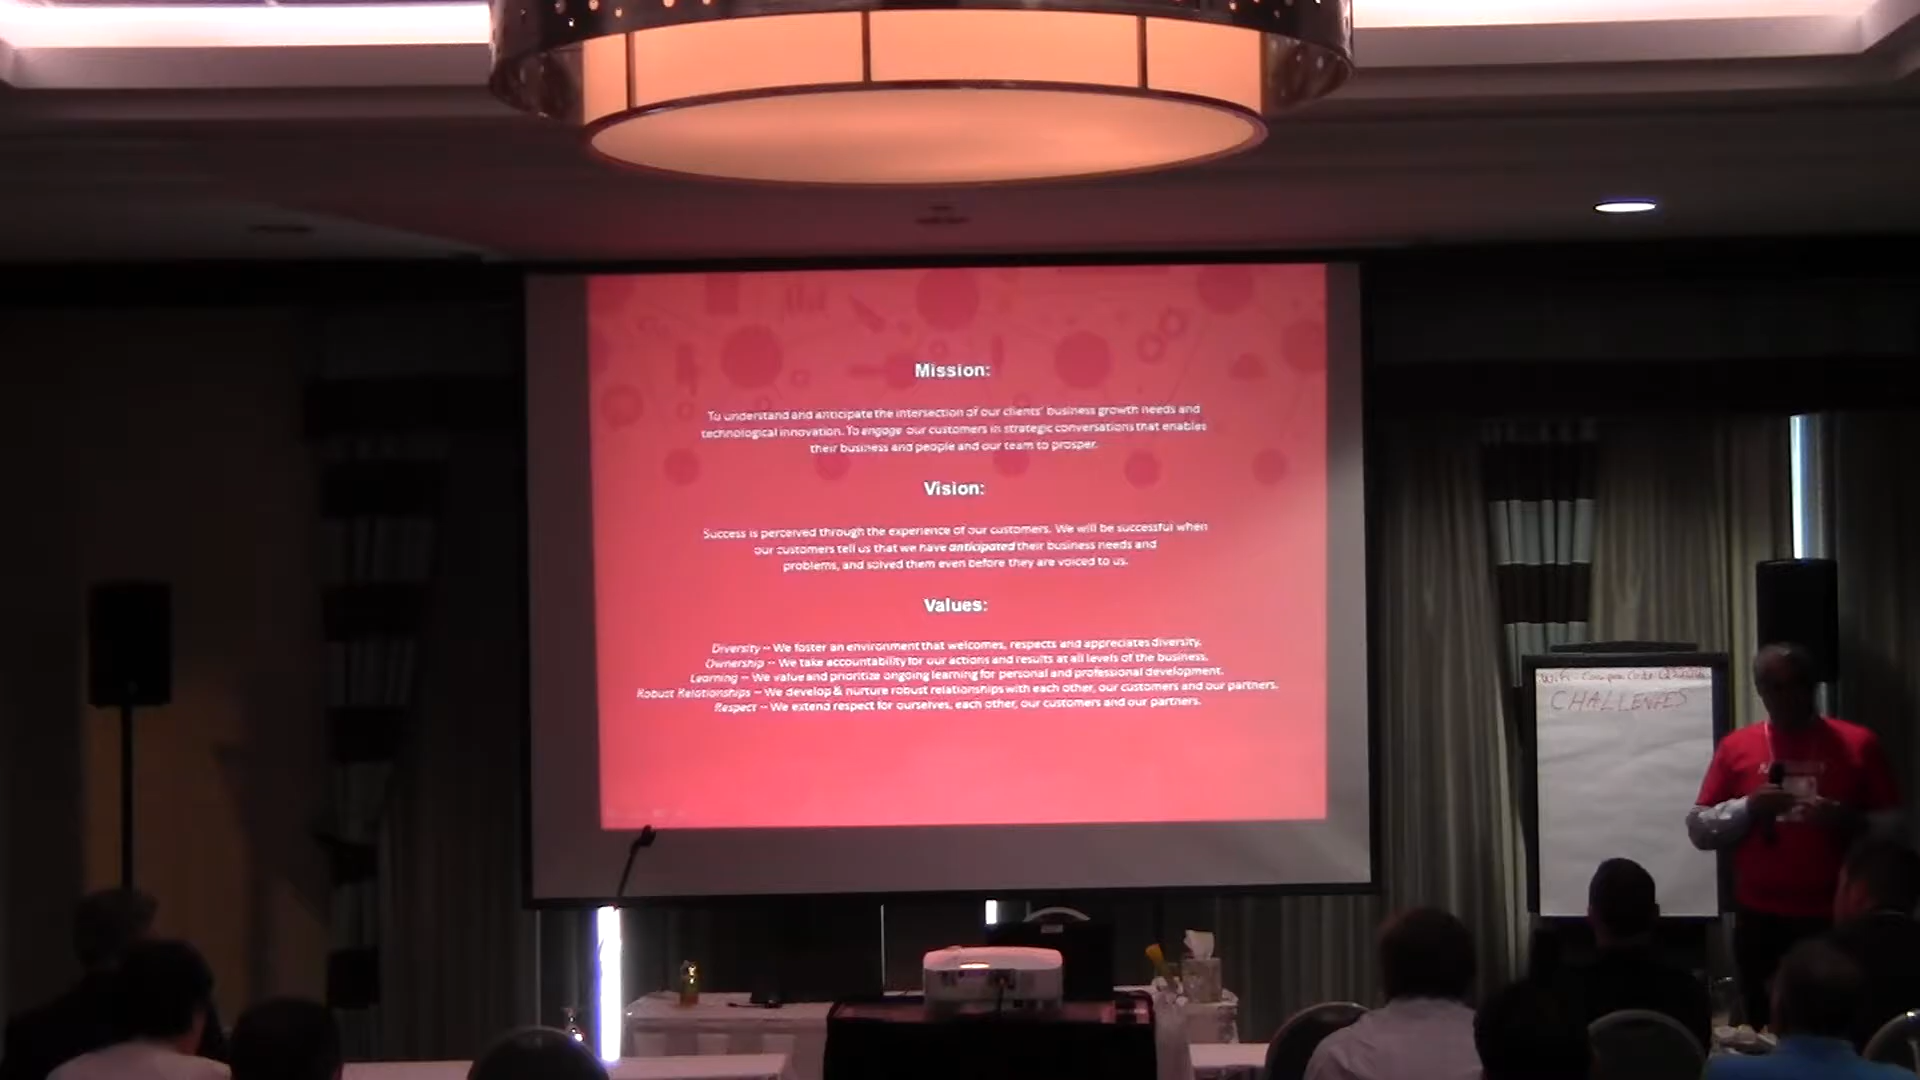 Mission:
To understand and anticipate the intersection of our clients' business growth needs and
technological innovation. To engage our customers in strategic conversations that enables
their business and people and our team to prosper.
Vision:
Success is perceived through the experience of our customers. We will be successful when
our customers tell us that we have anticipated their business needs and
problems, and solved them even before they are voiced to us.
Values:
Diversity – We foster an environment that welcomes, respects and appreciates diversity.
Ownership – We take accountability for our actions and results at all levels of the business.
Learning – We value and prioritize ongoing learning for personal and professional development.
Robust Relationships – We develop & nurture robust relationships with each other, our customers and our partners.
Respect – We extend respect for ourselves, each other, our customers and our partners.
Wifi -
CHALLENGES